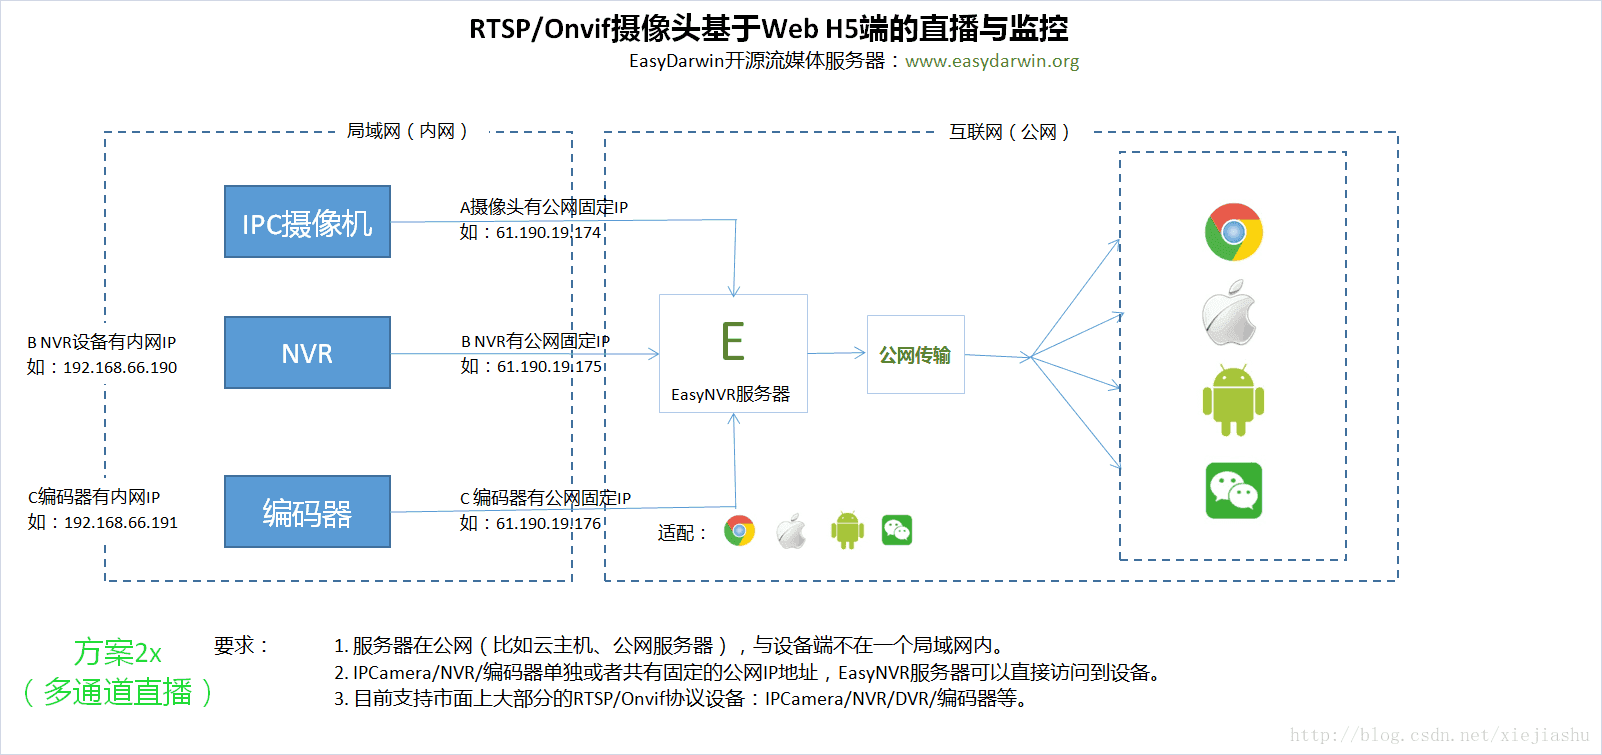 RTSP/Onvif摄像头基于Web H5端的直播与监控
EasyDarwin开源流媒体服务器：www.easydarwin.org
局域网（内网）
互联网（公网）
IPC摄像机
A摄像头有公网固定IP
如：61.190.19.174
B NVR设备有内网IP
如：192.168.66.190
NVR
B NVR有公网固定IP
如：61.190.19.175
E
EasyNVR服务器
公网传输
C编码器有内网IP
如：192.168.66.191
编码器
C 编码器有公网固定IP
如：61.190.19.176
适配：
方案2x
（多通道直播）
要求：
1. 服务器在公网（比如云主机、公网服务器），与设备端不在一个局域网内。
2. IPCamera/NVR/编码器单独或者共有固定的公网IP地址，EasyNVR服务器可以直接访问到设备。
3. 目前支持市面上大部分的RTSP/Onvif协议设备：IPCamera/NVR/DVR/编码器等。
http://blog.csdn.net/xiejiashu